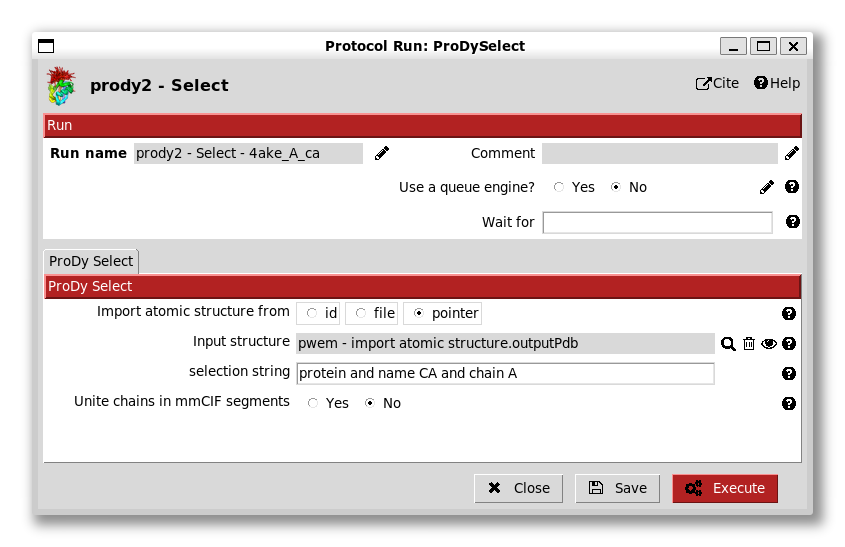 Protocol Run: ProDySelect
prody2 - Select
Cite
Help
Run
Run name prody2 - Select - 4ake_A_ca
Comment
Use a queue engine? Yes No
Wait for
ProDy Select
ProDy Select
Import atomic structure from id file pointer
Input structure pwem - import atomic structure.outputPdb
selection string protein and name CA and chain A
Unite chains in mmCIF segments Yes No
Close Save Execute